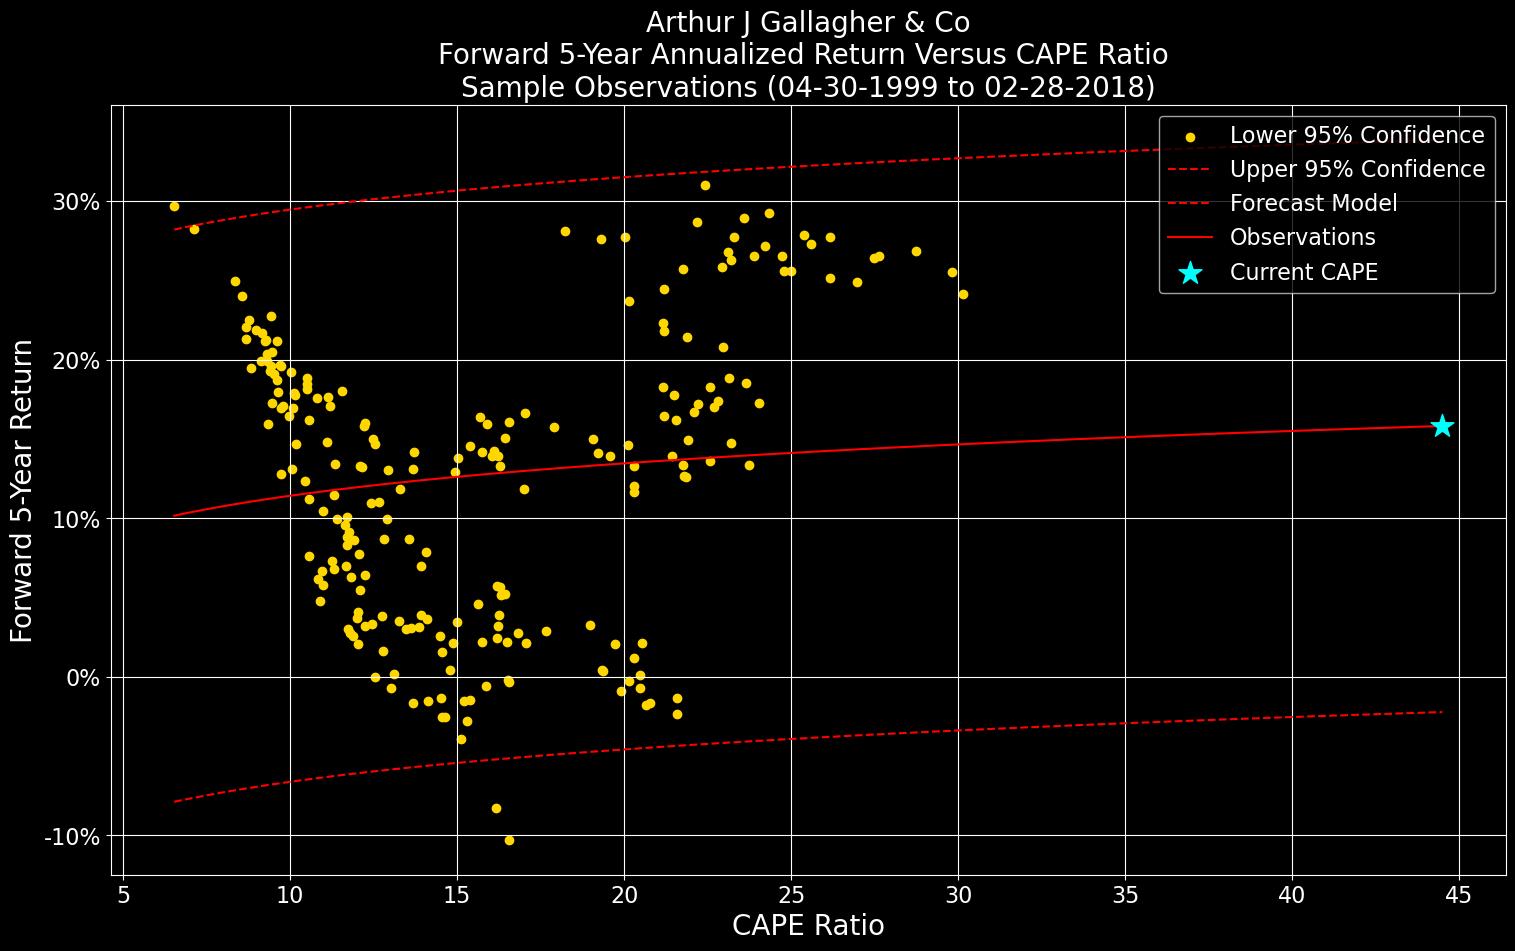 Arthur J Gallagher & Co
Forward 5-Year Annualized Return Versus CAPE Ratio
Sample Observations (04-30-1999 to 02-28-2018)
Lower 95% Confidence
Upper 95% Confidence
Forecast Model
Observations
Current CAPE
Forward 5-Year Return
30%
20%
10%
0%
-10%
5 10 15 20 25 30 35 40 45
CAPE Ratio